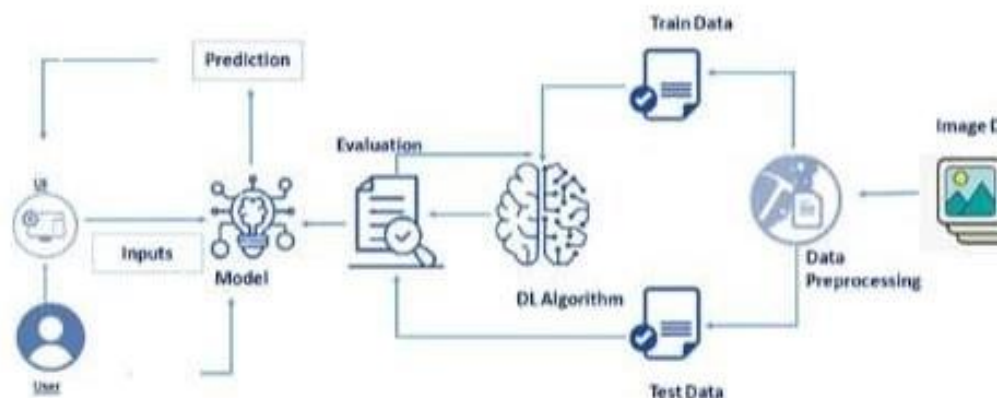 Train Data
Prediction
Image D
Evaluation
UI
Inputs
Model
DL Algorithm
Data
Preprocessing
User
Test Data